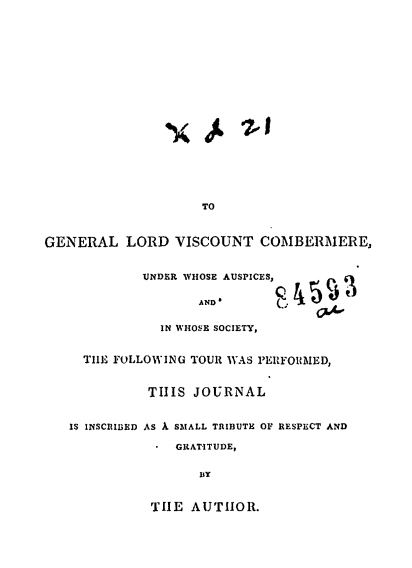 TO
GENERAL LORD VISCOUNT COMBERMERE,
UNDER WHOSE AUSPICES,
AND
84593
IN WHOSE SOCIETY,
THE FOLLOWING TOUR WAS PERFORMED,
THIS JOURNAL
IS INSCRIBED AS A SMALL TRIBUTE OF RESPECT AND
GRATITUDE,
BY
THE AUTHOR.